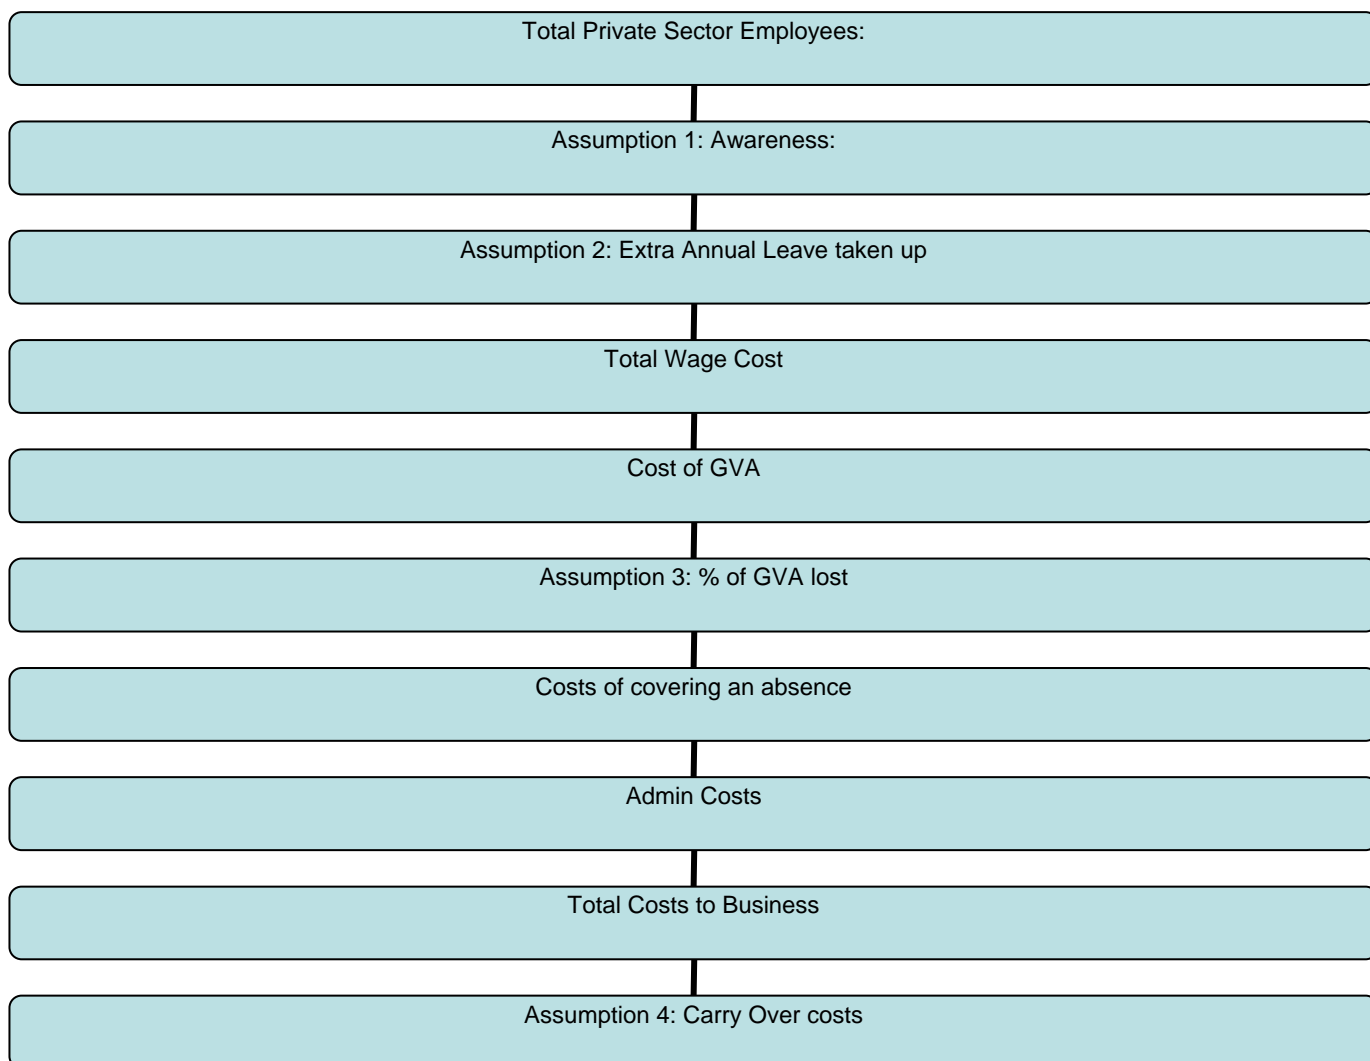 Total Private Sector Employees:
Assumption 1: Awareness:
Assumption 2: Extra Annual Leave taken up
Total Wage Cost
Cost of GVA
Assumption 3: % of GVA lost
Costs of covering an absence
Admin Costs
Total Costs to Business
Assumption 4: Carry Over costs